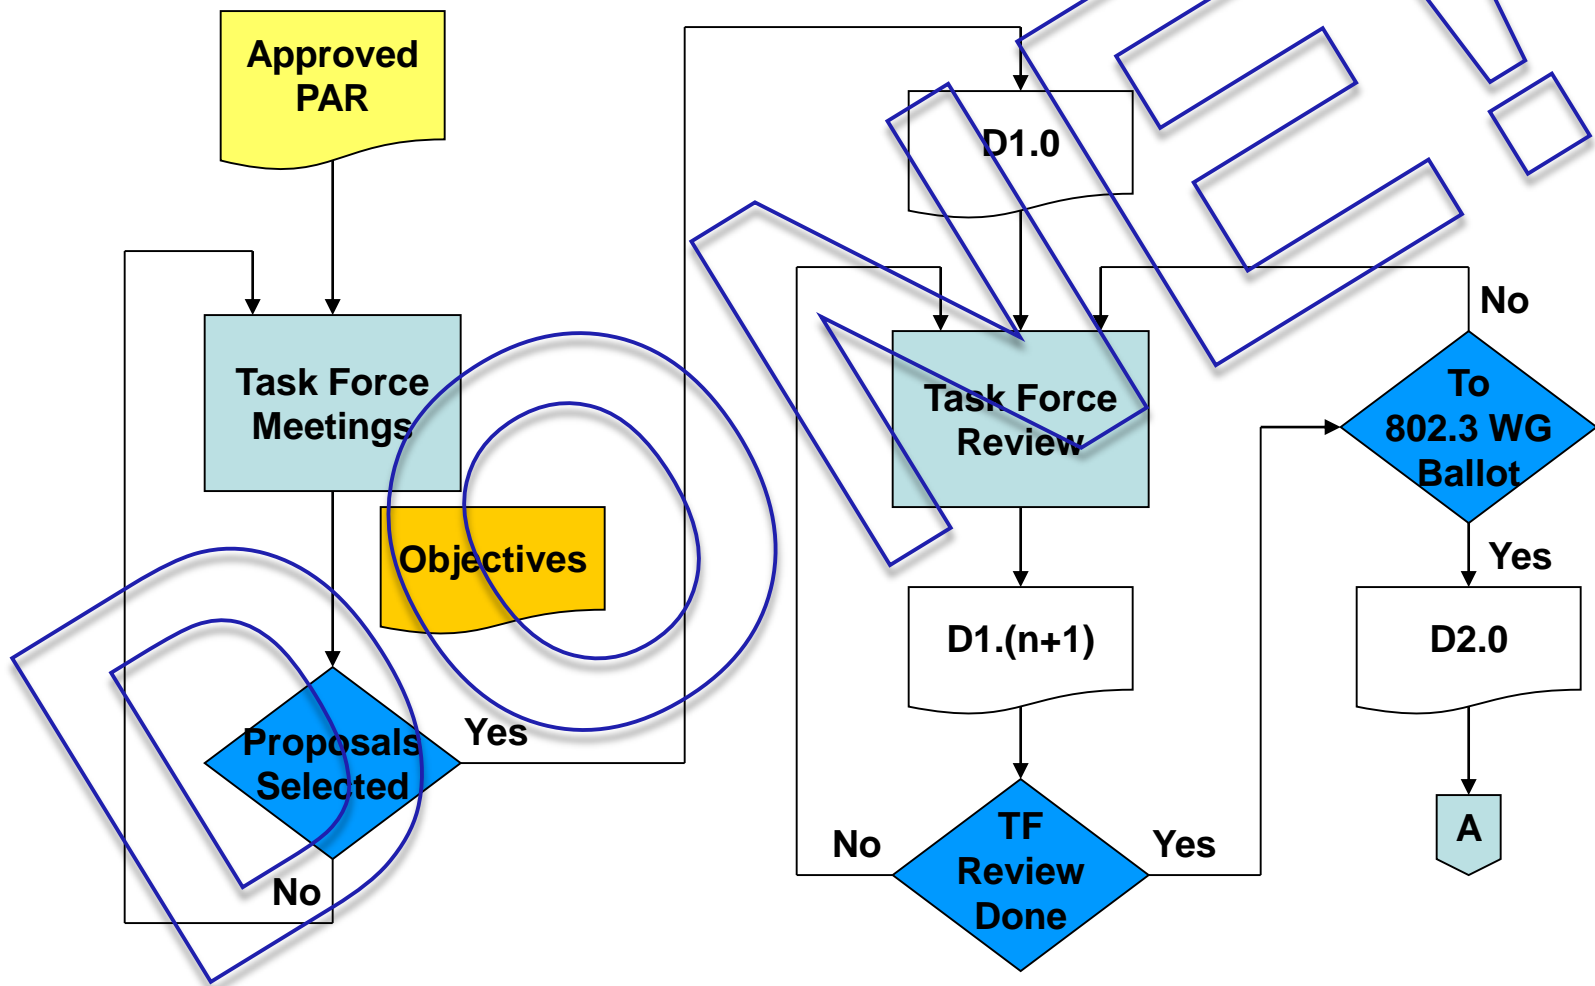 Approved
PAR
Task Force
Meetings
Objectives
Proposals
Selected
Yes
No
D1.0
Task Force
Review
D1.(n+1)
TF
Review
Done
No
Yes
To
802.3 WG
Ballot
No
Yes
D2.0
A
DONE!